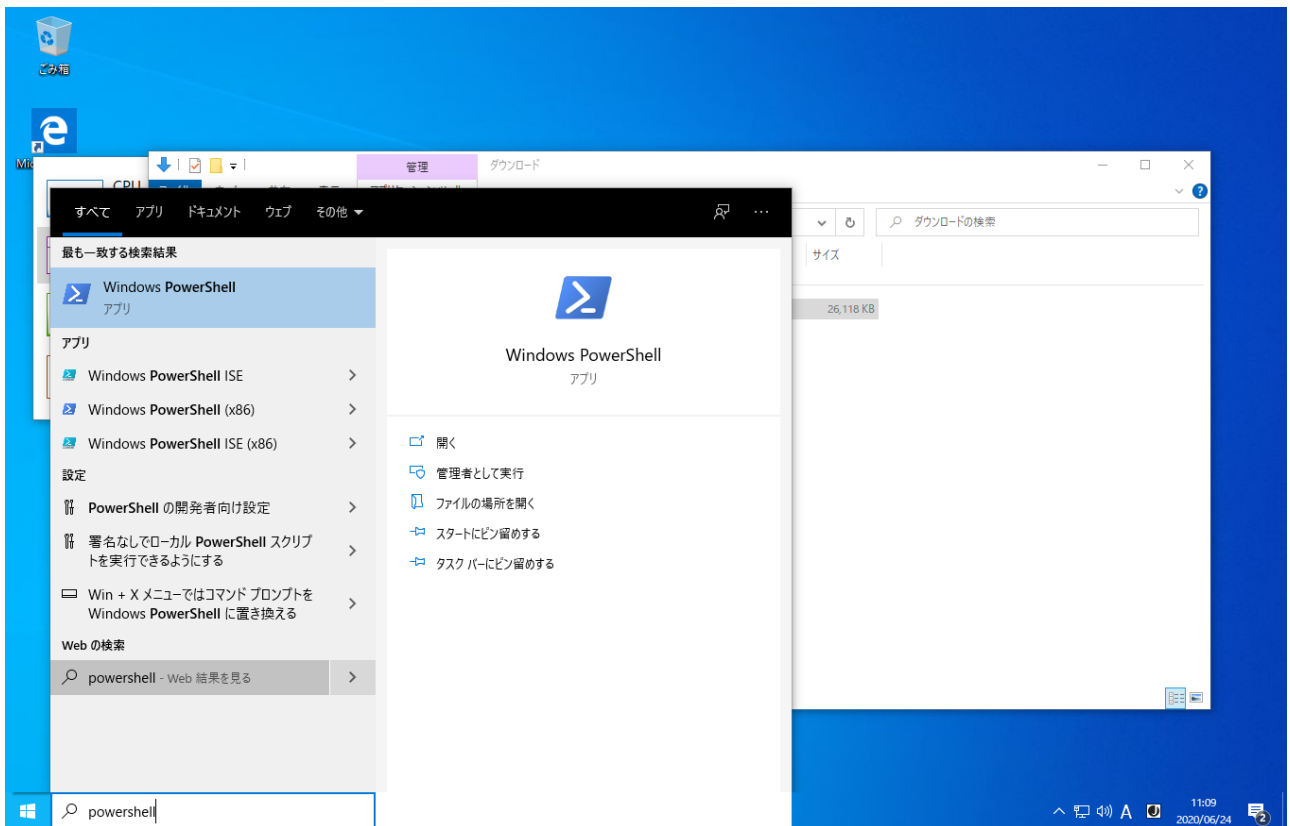 ごみ箱
Mic
CPU
管理
ダウンロード
すべて
アプリ
ドキュメント
ウェブ
その他
ダウンロードの検索
サイズ
26,118 KB
最も一致する検索結果
Windows PowerShell
アプリ
アプリ
Windows PowerShell ISE
Windows PowerShell (x86)
Windows PowerShell ISE (x86)
設定
PowerShell の開発者向け設定
署名なしでローカル PowerShell スクリプ
トを実行できるようにする
Win + X メニューではコマンド プロンプトを
Windows PowerShell に置き換える
Web の検索
powershell - Web 結果を見る
Windows PowerShell
アプリ
開く
管理者として実行
ファイルの場所を開く
スタートにピン留めする
タスク バーにピン留めする
powershell
A
11:09
2020/06/24
2